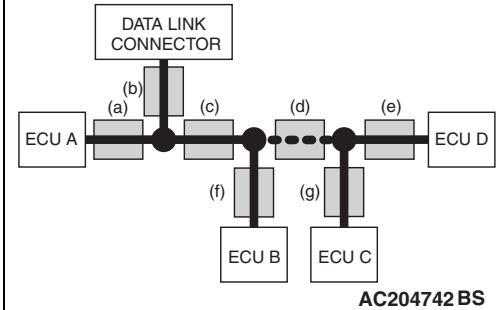 DATA LINK
CONNECTOR
(b)
(a)
(c)
(d)
(e)
ECU A
ECU D
(f)
(g)
ECU B
ECU C
AC204742 BS